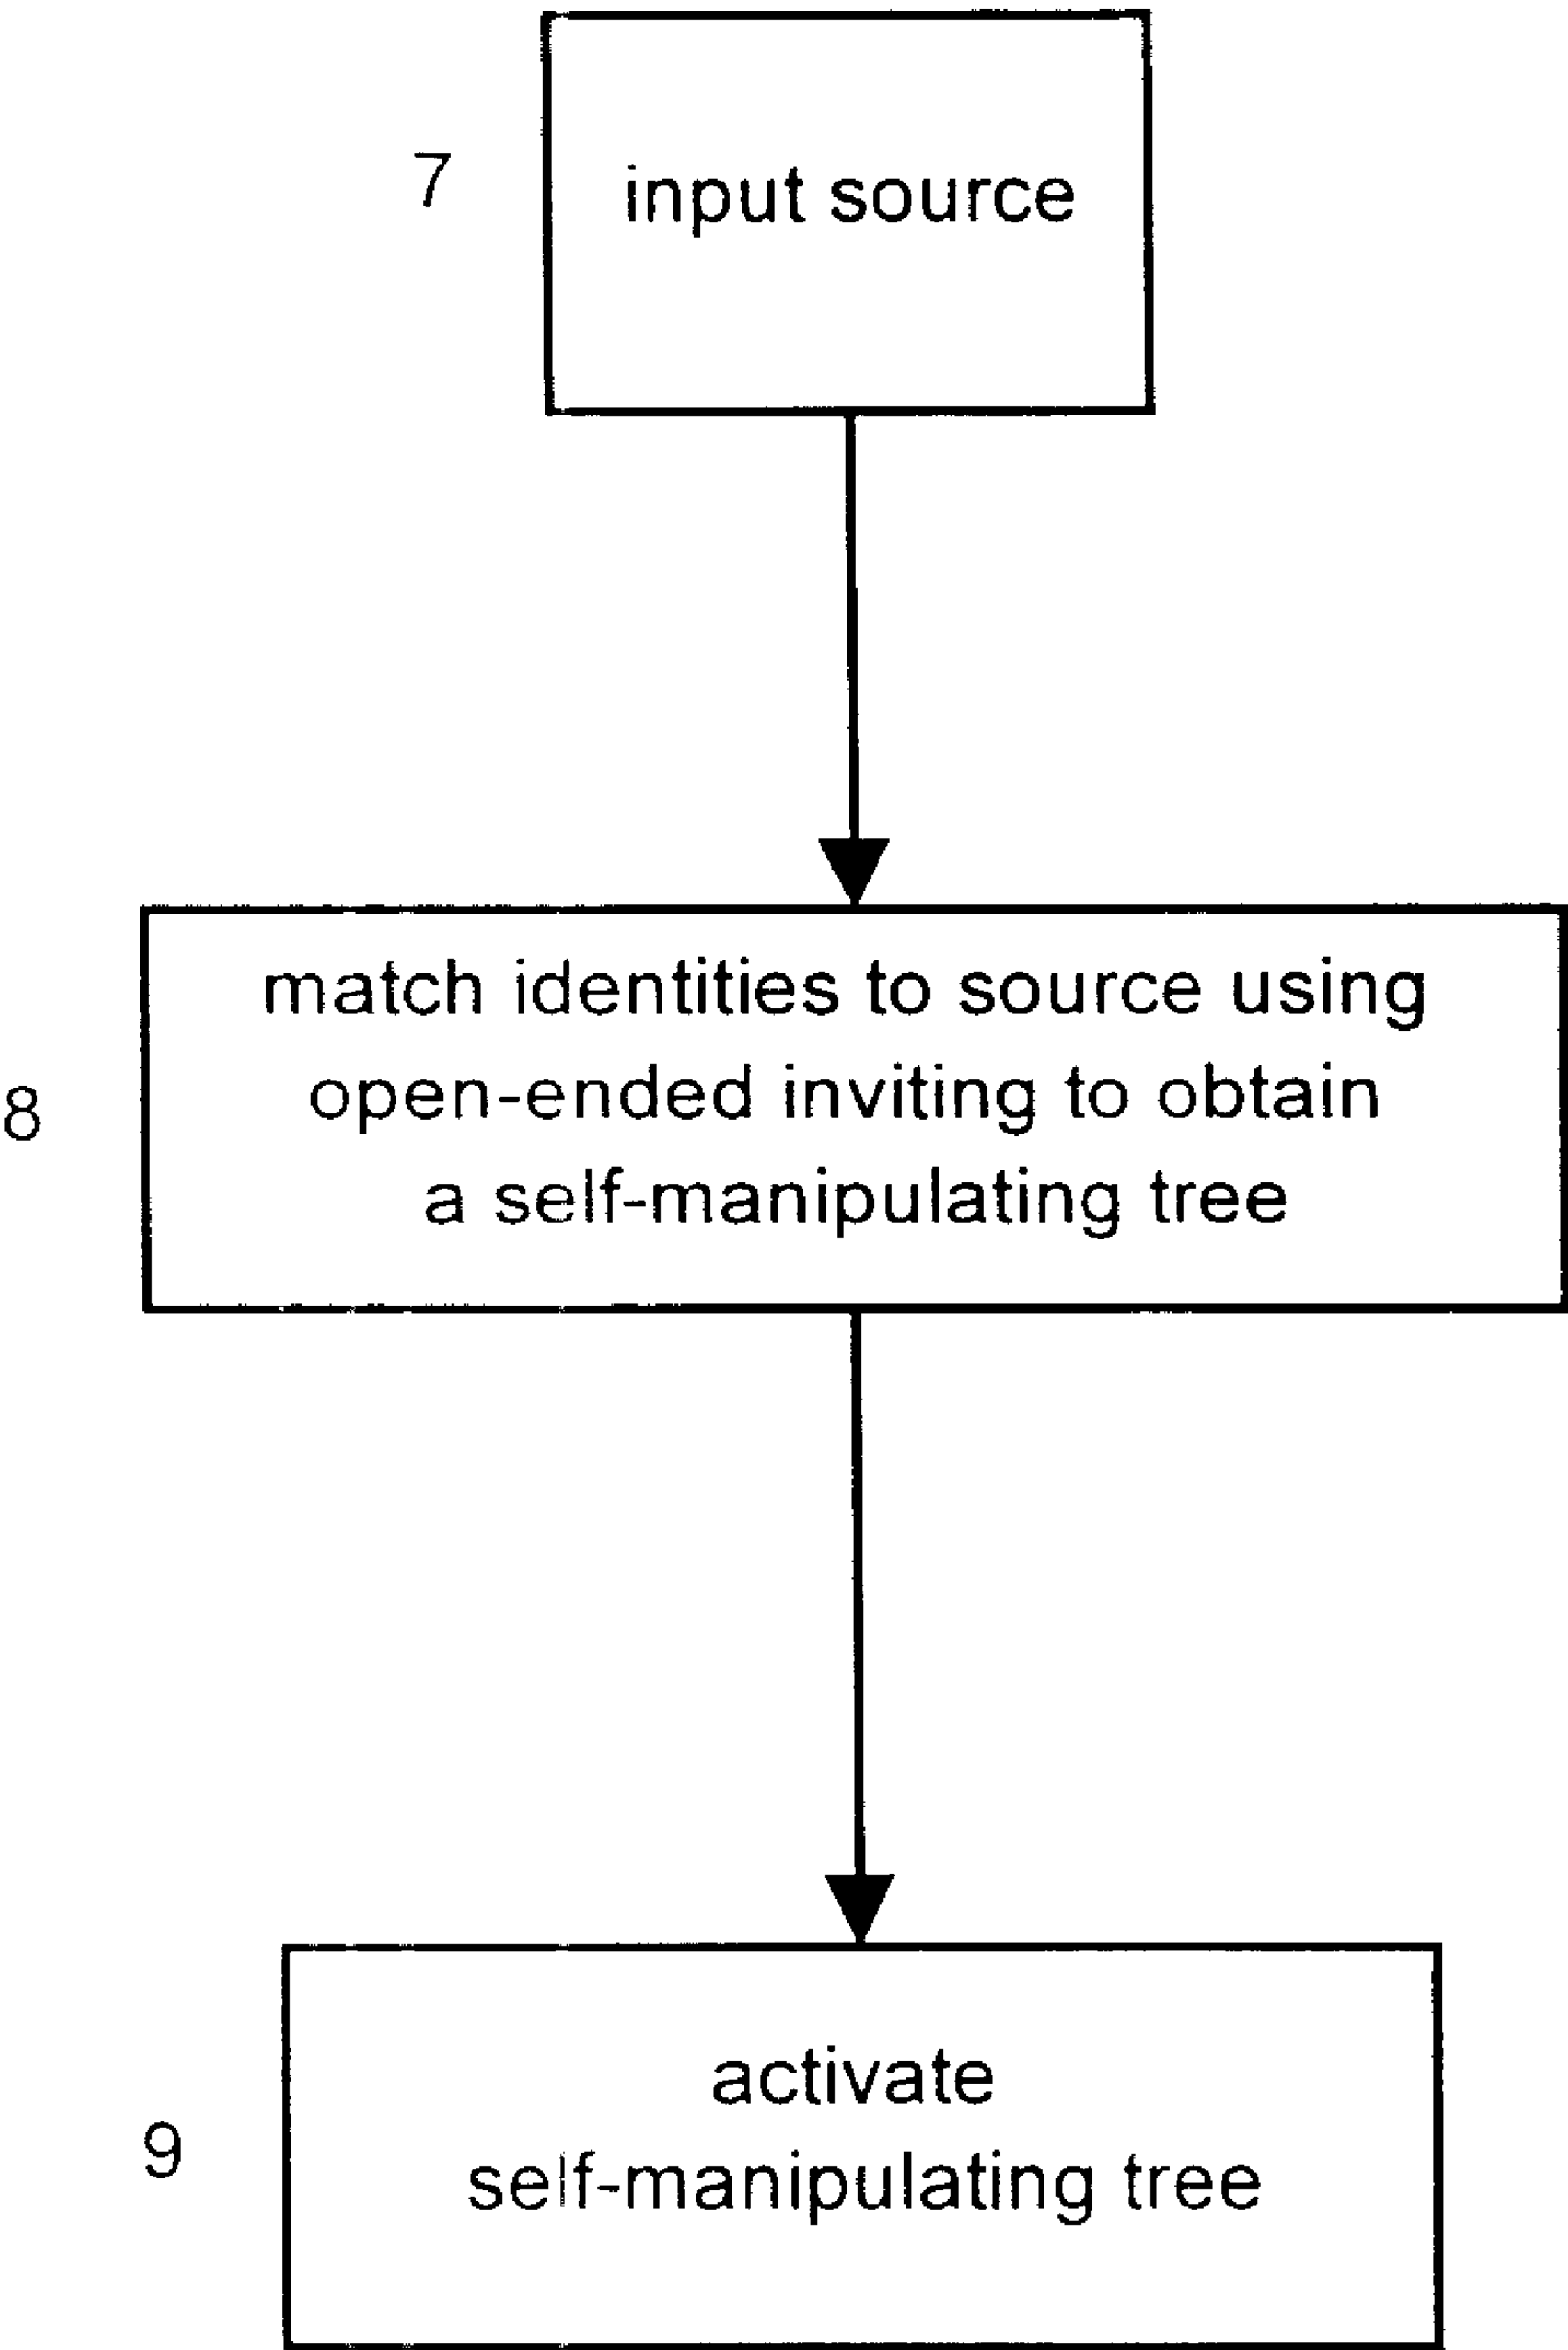 7
input source
match identities to source using
open-ended inviting to obtain
8
a self-manipulating tree
activate
9
self-manipulating tree